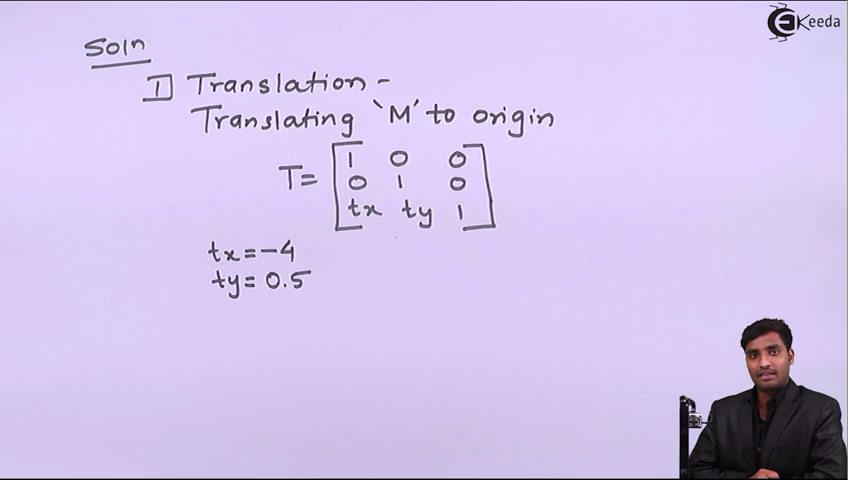 Ekeeda
Soln
I) Translation -
Translating 'M' to origin
T= [1 0 0
0 1 0
tx ty 1]
tx = -4
ty = 0.5